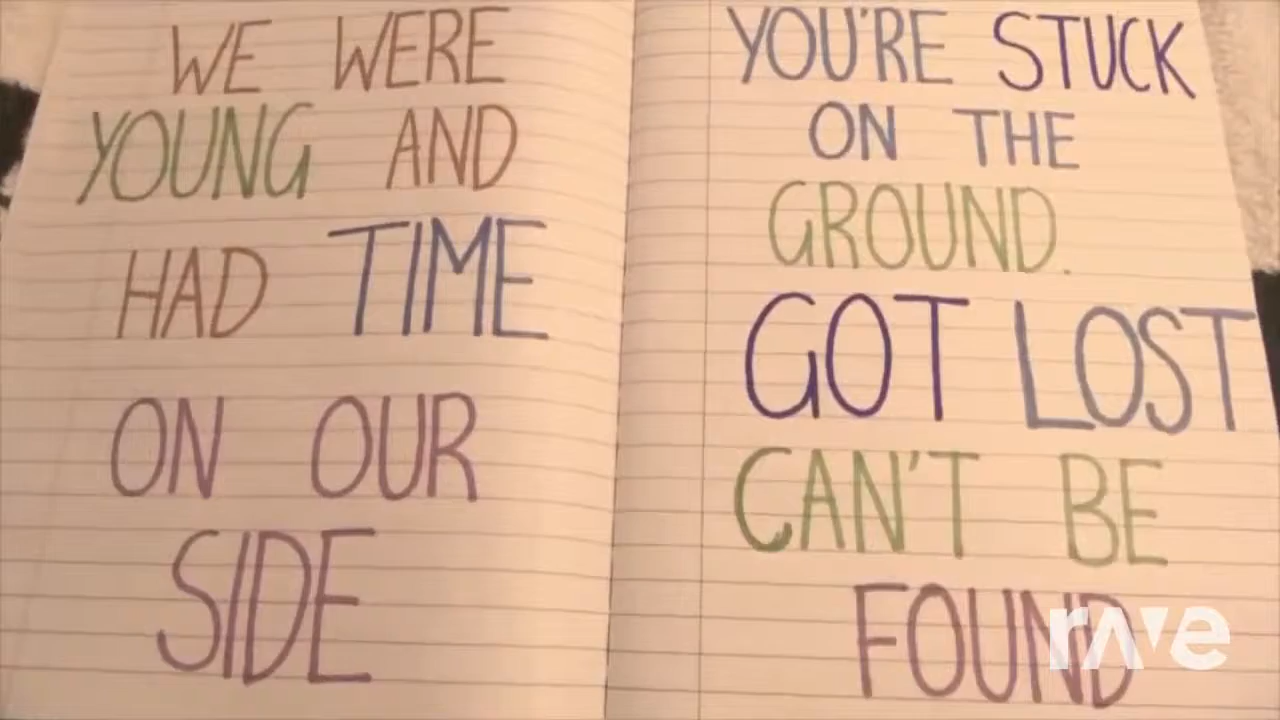 WE WERE
YOUNG AND
HAD TIME
ON OUR
SIDE
YOU'RE STUCK
ON THE
GROUND.
GOT LOST
CAN'T BE
FOUND
rave